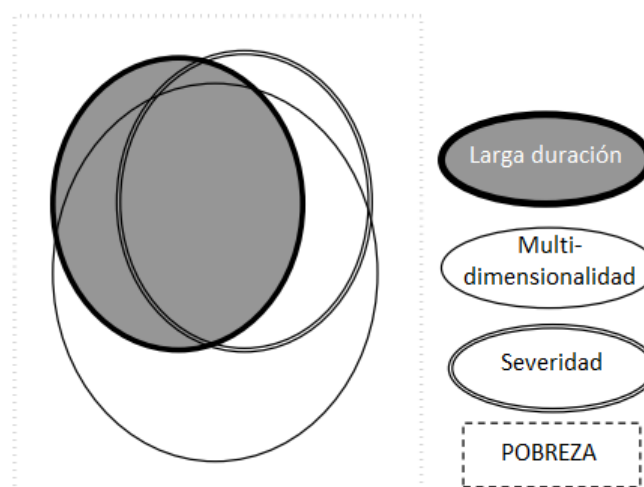 Larga duración
Multi-
dimensionalidad
Severidad
POBREZA